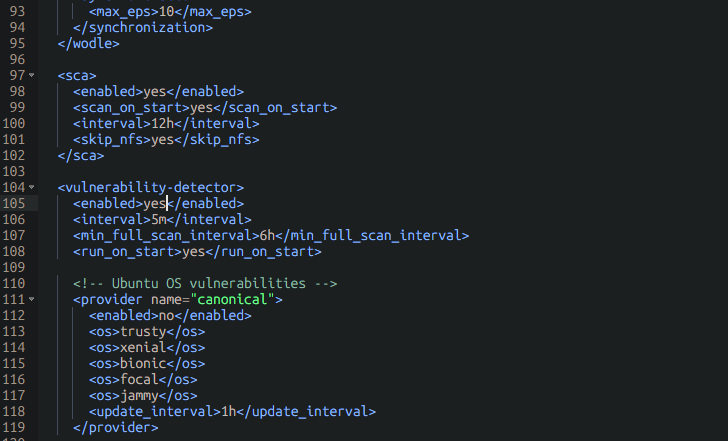 93 <max_eps>10</max_eps>
94 </synchronization>
95 </wodle>
96
97 <sca>
98 <enabled>yes</enabled>
99 <scan_on_start>yes</scan_on_start>
100 <interval>12h</interval>
101 <skip_nfs>yes</skip_nfs>
102 </sca>
103
104 <vulnerability-detector>
105 <enabled>yes</enabled>
106 <interval>5m</interval>
107 <min_full_scan_interval>6h</min_full_scan_interval>
108 <run_on_start>yes</run_on_start>
109
110 <!-- Ubuntu OS vulnerabilities -->
111 <provider name="canonical">
112 <enabled>no</enabled>
113 <os>trusty</os>
114 <os>xenial</os>
115 <os>bionic</os>
116 <os>focal</os>
117 <os>jammy</os>
118 <update_interval>1h</update_interval>
119 </provider>